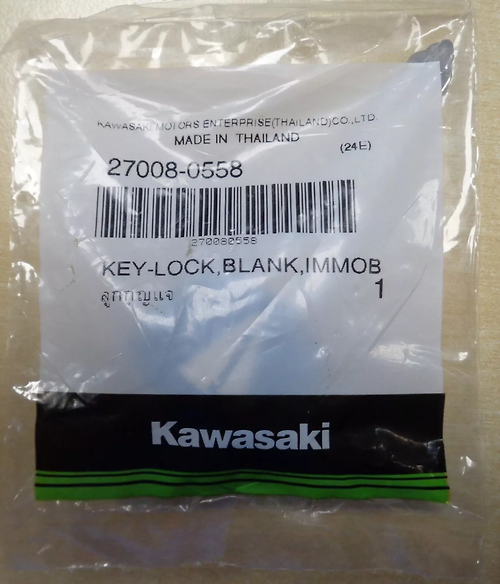 KAWASAKI MOTORS ENTERPRISE(THAILAND)CO.,LTD.
MADE IN THAILAND
(24E)
27008-0558
270080558
KEY-LOCK,BLANK,IMMOB
ลูกกุญแจ 1
Kawasaki